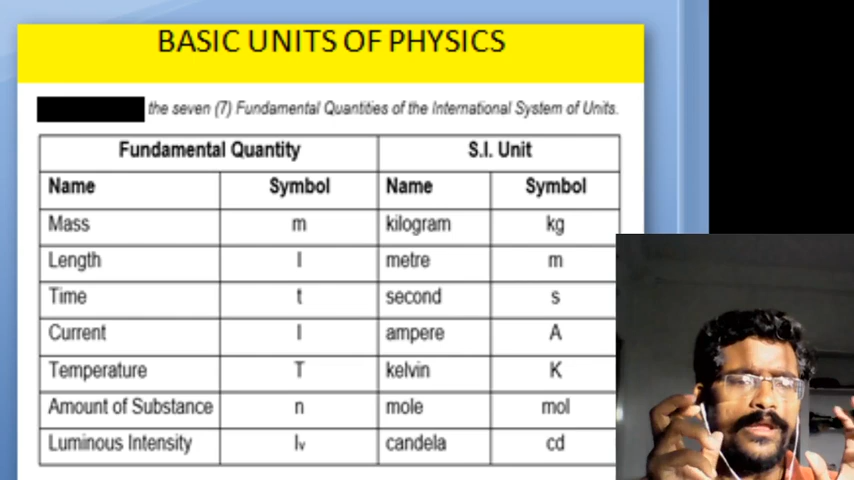 BASIC UNITS OF PHYSICS
the seven (7) Fundamental Quantities of the International System of Units.
Fundamental Quantity S.I. Unit
Name Symbol Name Symbol
Mass m kilogram kg
Length l metre m
Time t second s
Current I ampere A
Temperature T kelvin K
Amount of Substance n mole mol
Luminous Intensity Iv candela cd